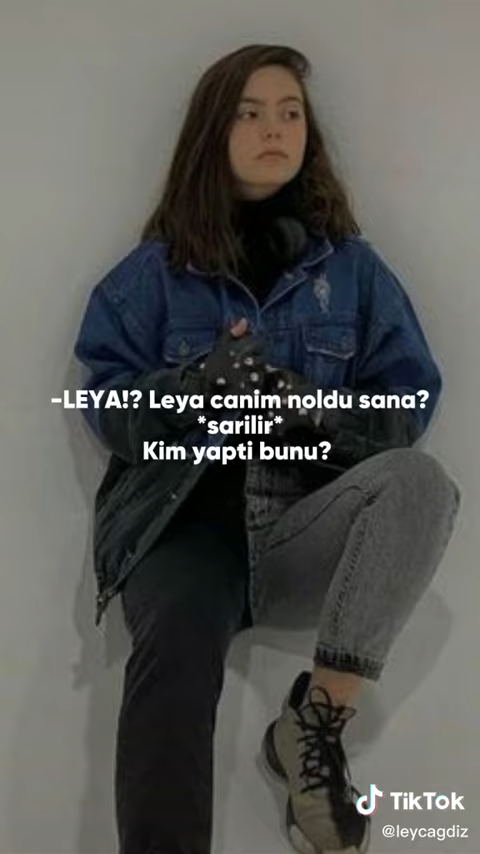 -LEYA!? Leya canim noldu sana?
*sarilir*
Kim yapti bunu?
TikTok
@leycagdiz